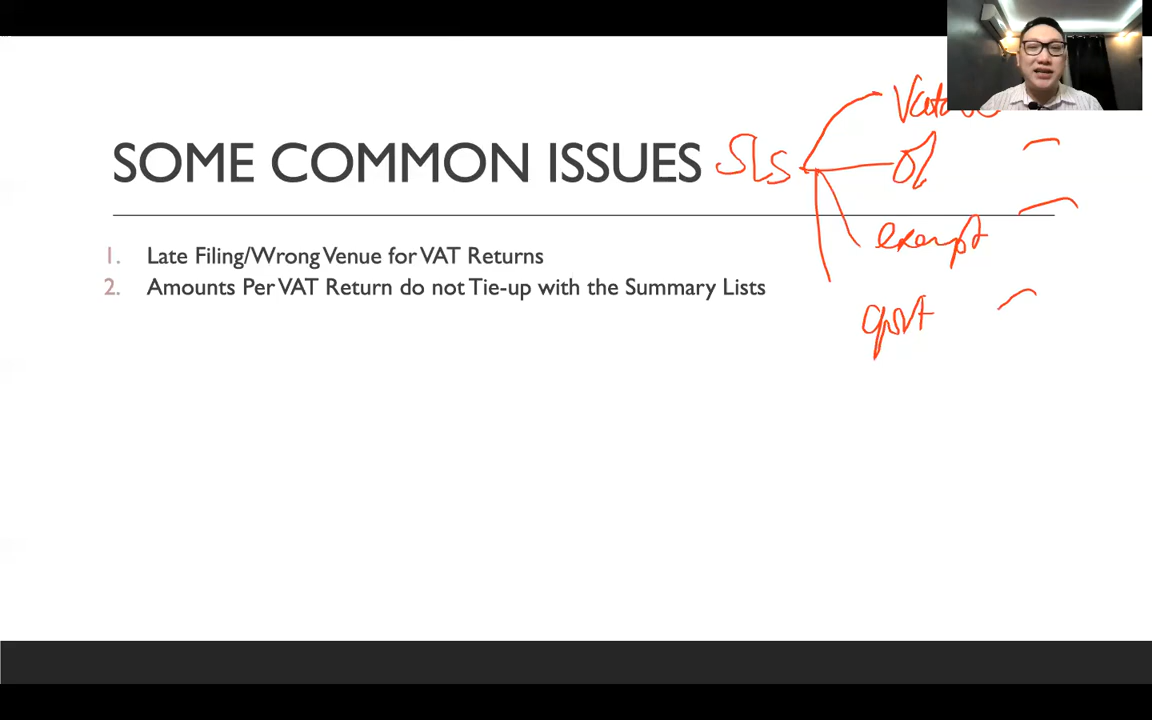 SOME COMMON ISSUES SLS
exempt
govt
1. Late Filing/Wrong Venue for VAT Returns
2. Amounts Per VAT Return do not Tie-up with the Summary Lists